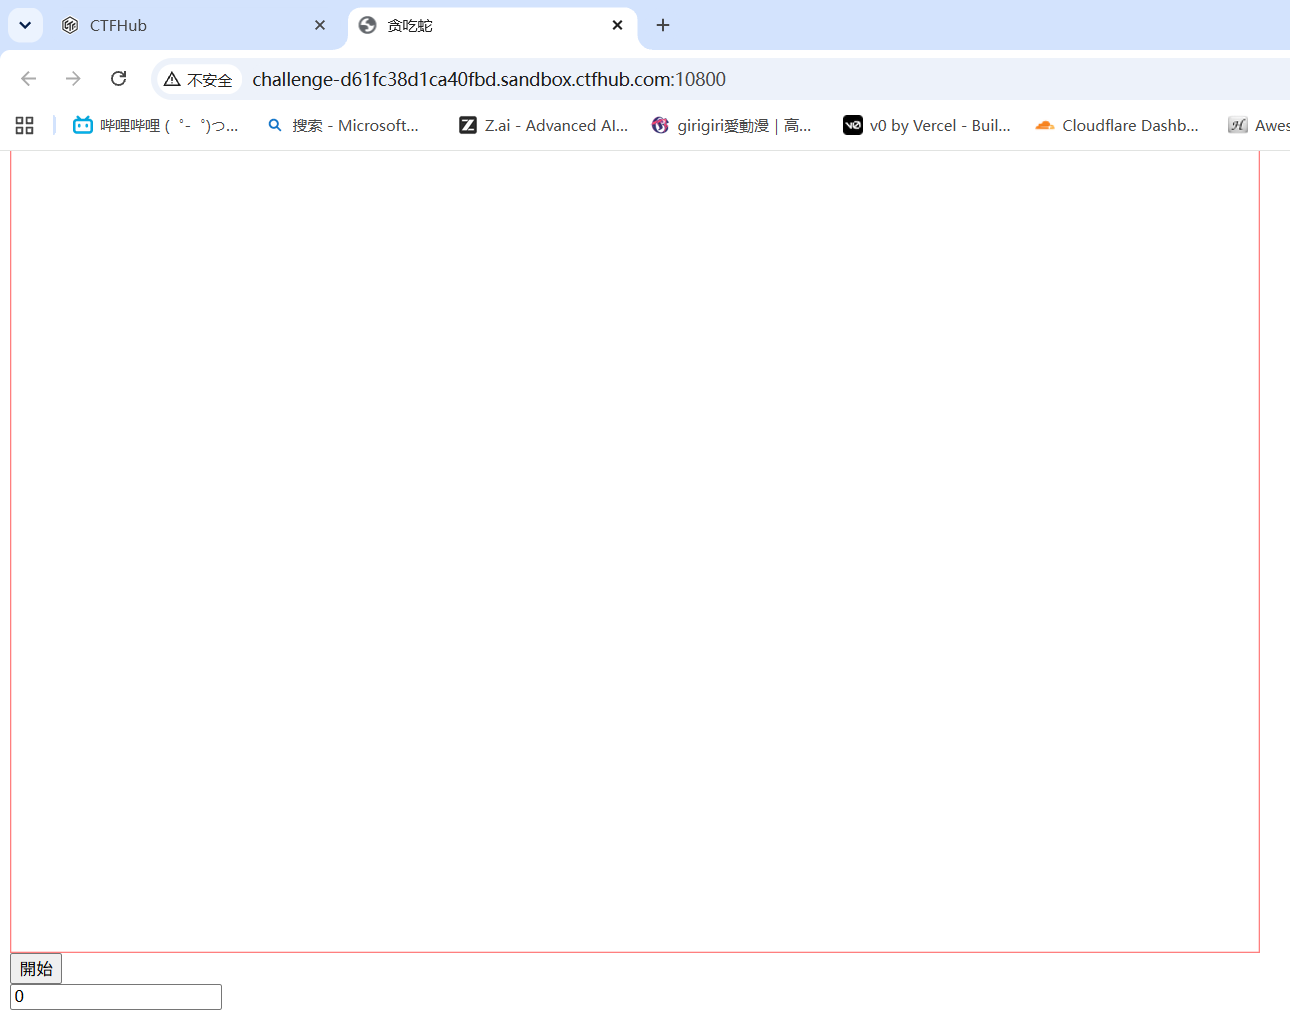 CTFHub
贪吃蛇
不安全
challenge-d61fc38d1ca40fbd.sandbox.ctfhub.com:10800
哔哩哔哩 (゜-゜)つ...
搜索 - Microsoft...
Z.ai - Advanced AI...
girigiri愛動漫 | 高...
v0 by Vercel - Buil...
Cloudflare Dashb...
Awes
開始
0